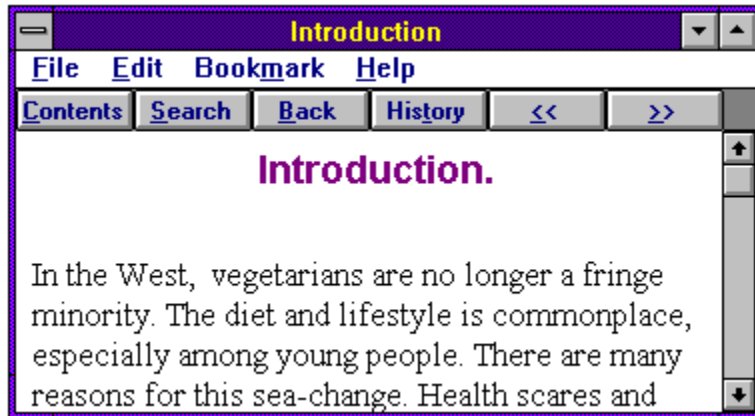 Introduction
File Edit Bookmark Help
Contents Search Back History << >>
Introduction.
In the West, vegetarians are no longer a fringe
minority. The diet and lifestyle is commonplace,
especially among young people. There are many
reasons for this sea-change. Health scares and